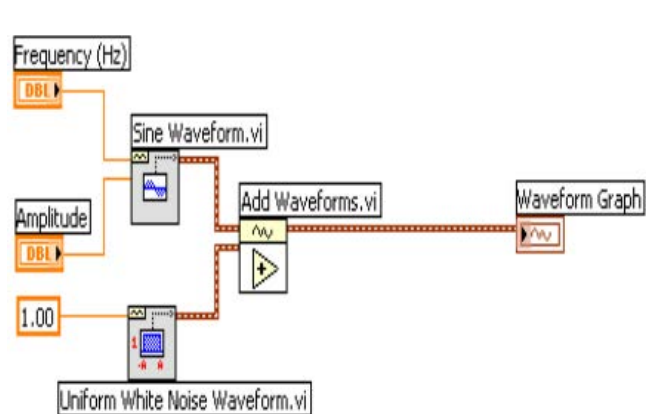 Frequency (Hz)
DBL
Sine Waveform.vi
Amplitude
DBL
Add Waveforms.vi
Waveform Graph
1.00
1
-A A
Uniform White Noise Waveform.vi